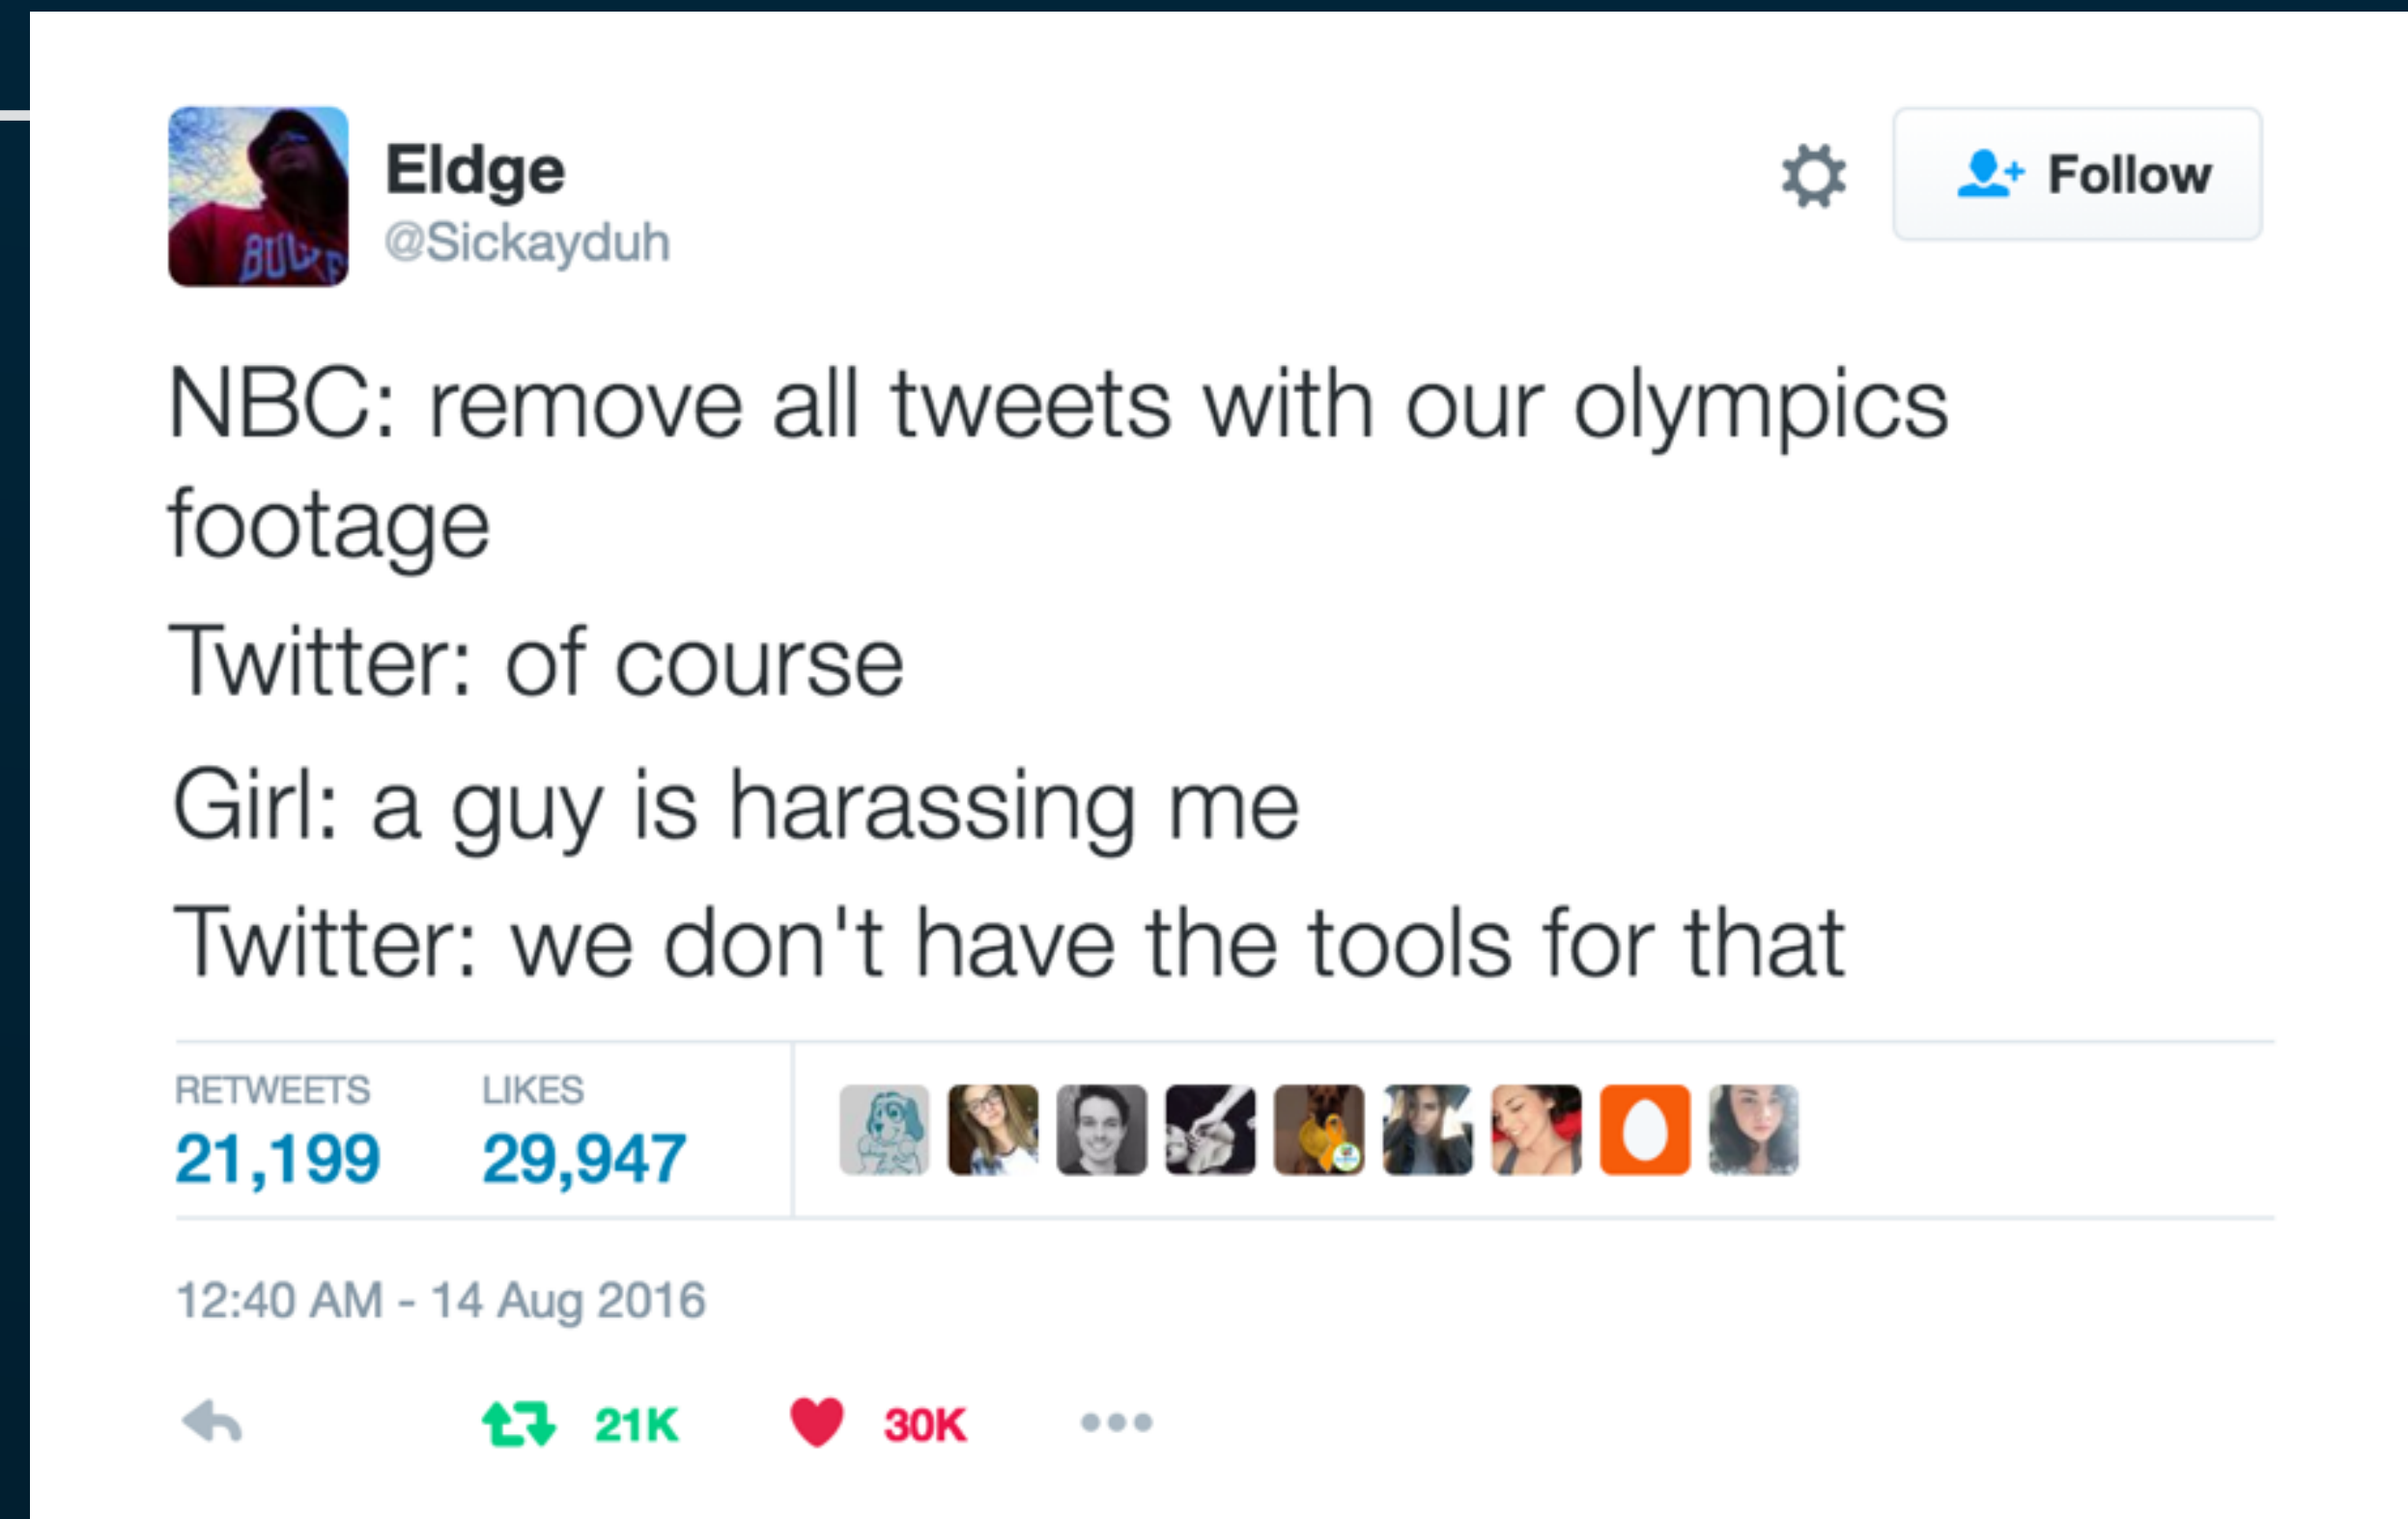 Eldge
@Sickayduh
Follow
NBC: remove all tweets with our olympics
footage
Twitter: of course
Girl: a guy is harassing me
Twitter: we don't have the tools for that
RETWEETS LIKES
21,199 29,947
12:40 AM - 14 Aug 2016
21K 30K